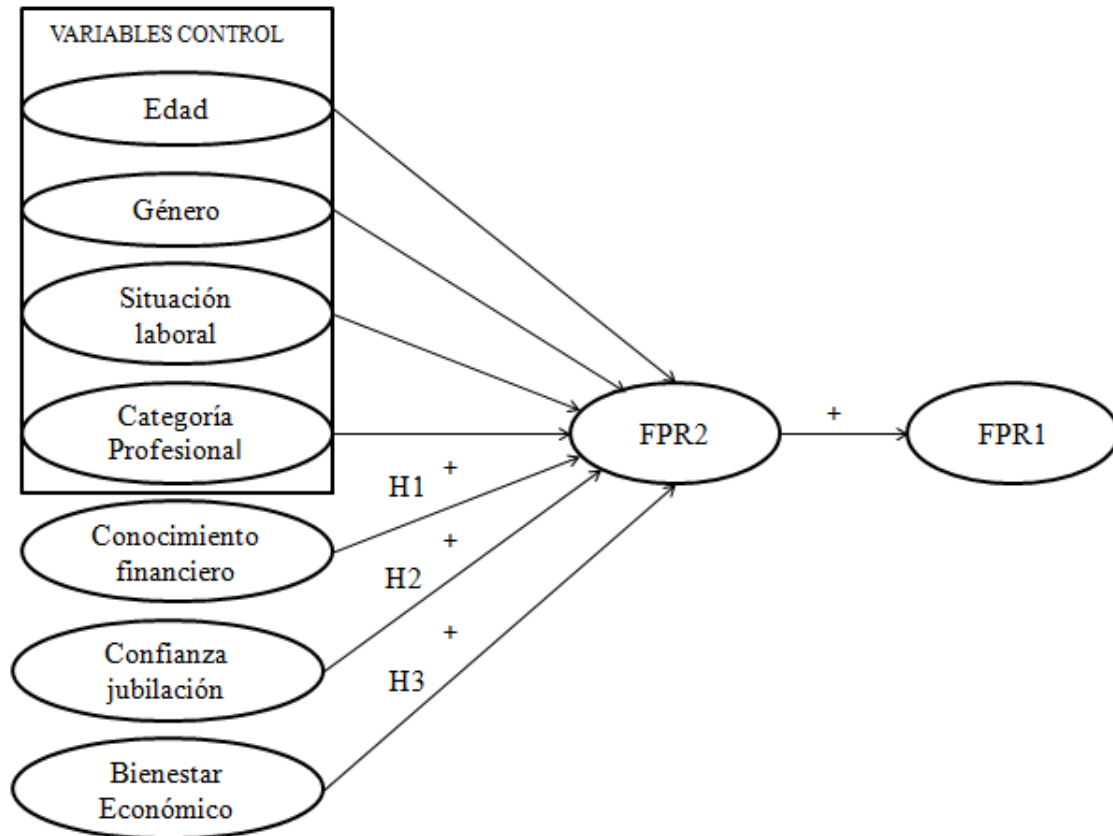 VARIABLES CONTROL
Edad
Género
Situación
laboral
Categoría
Profesional
FPR2
+
FPR1
H1
+
Conocimiento
financiero
H2
+
Confianza
jubilación
H3
+
Bienestar
Económico